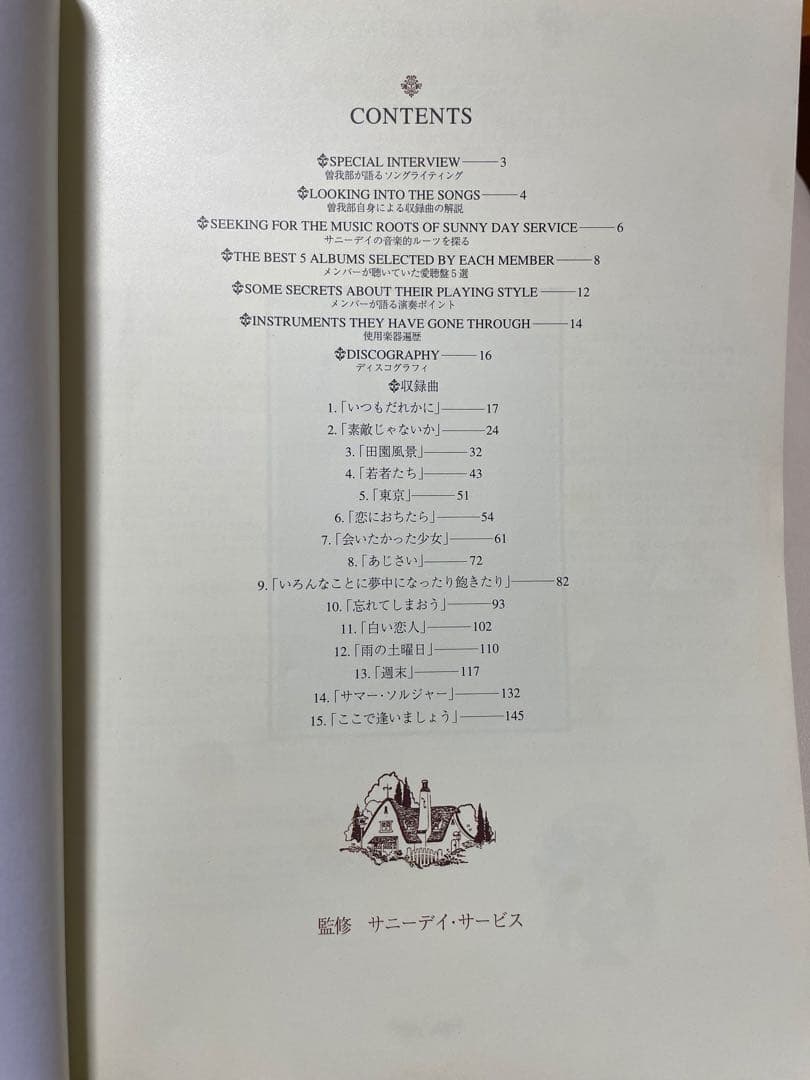 CONTENTS
SPECIAL INTERVIEW——3
曽我部が語るソングライティング
LOOKING INTO THE SONGS——4
曽我部自身による収録曲の解説
SEEKING FOR THE MUSIC ROOTS OF SUNNY DAY SERVICE——6
サニーデイの音楽的ルーツを探る
THE BEST 5 ALBUMS SELECTED BY EACH MEMBER——8
メンバーが聴いていた愛聴盤5選
SOME SECRETS ABOUT THEIR PLAYING STYLE——12
メンバーが語る演奏ポイント
INSTRUMENTS THEY HAVE GONE THROUGH——14
使用楽器遍歴
DISCOGRAPHY——16
ディスコグラフィ
収録曲
1.「いつもだれかに」——17
2.「素敵じゃないか」——24
3.「田園風景」——32
4.「若者たち」——43
5.「東京」——51
6.「恋におちたら」——54
7.「会いたかった少女」——61
8.「あじさい」——72
9.「いろんなことに夢中になったり飽きたり」——82
10.「忘れてしまおう」——93
11.「白い恋人」——102
12.「雨の土曜日」——110
13.「週末」——117
14.「サマー・ソルジャー」——132
15.「ここで逢いましょう」——145
監修 サニーデイ・サービス